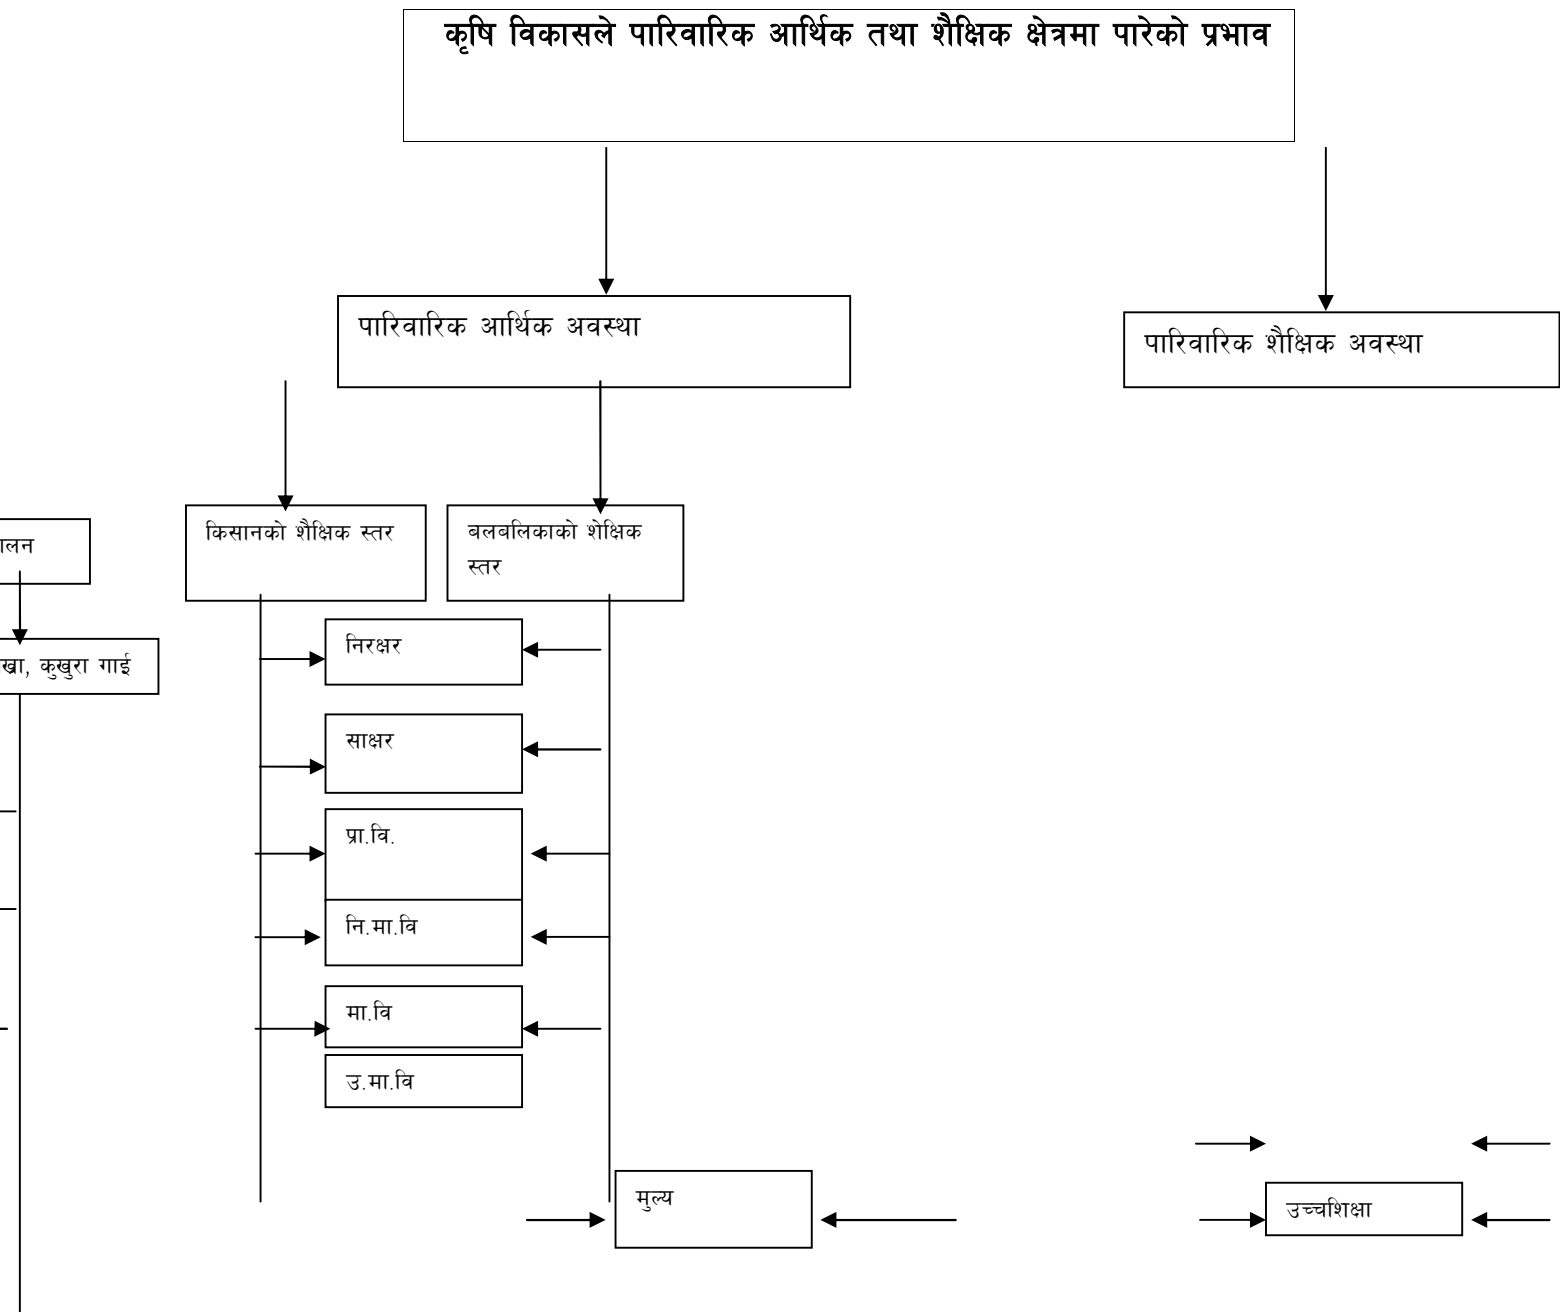 कृषि विकासले पारिवारिक आर्थिक तथा शैक्षिक क्षेत्रमा पारेको प्रभाव
पारिवारिक आर्थिक अवस्था
पारिवारिक शैक्षिक अवस्था
किसानको शैक्षिक स्तर
बलबलिकाको शेक्षिक
स्तर
कुखुरा गाई
निरक्षर
साक्षर
प्रा.वि.
नि.मा.वि
मा.वि
उ.मा.वि
मुल्य
उच्चशिक्षा